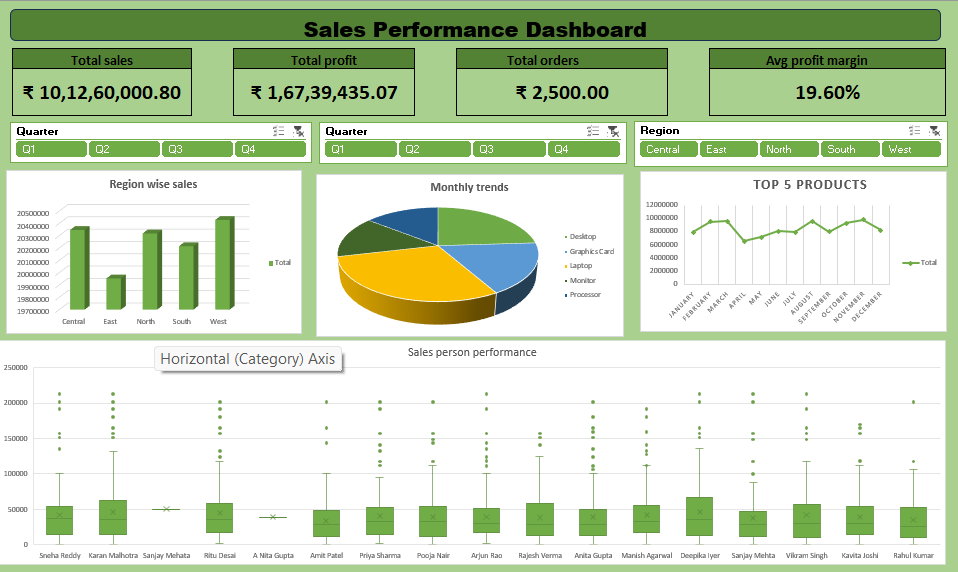 Sales Performance Dashboard
Total sales
₹ 10,12,60,000.80
Total profit
₹ 1,67,39,435.07
Total orders
₹ 2,500.00
Avg profit margin
19.60%
Quarter
Q1 Q2 Q3 Q4
Quarter
Q1 Q2 Q3 Q4
Region
Central East North South West
Region wise sales
20500000
20400000
20300000
20200000
20100000
20000000
19900000
19800000
19700000
Central East North South West
Total
Monthly trends
Desktop
Graphics Card
Laptop
Monitor
Processor
TOP 5 PRODUCTS
12000000
10000000
8000000
6000000
4000000
2000000
0
JANUARY FEBRUARY MARCH APRIL MAY JUNE JULY AUGUST SEPTEMBER OCTOBER NOVEMBER DECEMBER
Total
Sales person performance
Horizontal (Category) Axis
250000
200000
150000
100000
50000
0
Sneha Reddy Karan Malhotra Sanjay Mehata Ritu Desai A Nita Gupta Amit Patel Priya Sharma Pooja Nair Arjun Rao Rajesh Verma Anita Gupta Manish Agarwal Deepika Iyer Sanjay Mehta Vikram Singh Kavita Joshi Rahul Kumar